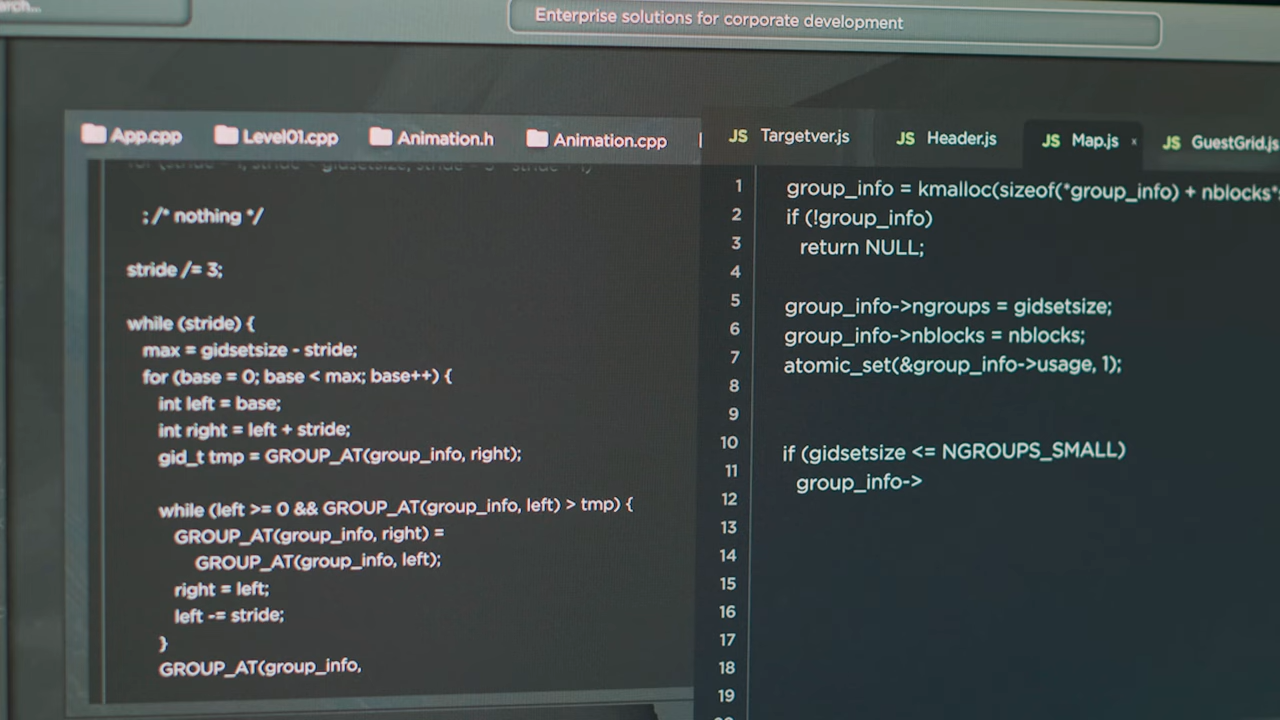 arch...
Enterprise solutions for corporate development
App.cpp Level01.cpp Animation.h Animation.cpp
; /* nothing */
stride /= 3;
while (stride) {
max = gidsetsize - stride;
for (base = 0; base < max; base++) {
int left = base;
int right = left + stride;
gid_t tmp = GROUP_AT(group_info, right);
while (left >= 0 && GROUP_AT(group_info, left) > tmp) {
GROUP_AT(group_info, right) =
GROUP_AT(group_info, left);
right = left;
left -= stride;
}
GROUP_AT(group_info,
JS Targetver.js JS Header.js JS Map.js x JS GuestGrid.js
1 group_info = kmalloc(sizeof(*group_info) + nblocks*
2 if (!group_info)
3 return NULL;
4
5 group_info->ngroups = gidsetsize;
6 group_info->nblocks = nblocks;
7 atomic_set(&group_info->usage, 1);
8
9
10 if (gidsetsize <= NGROUPS_SMALL)
11 group_info->
12
13
14
15
16
17
18
19